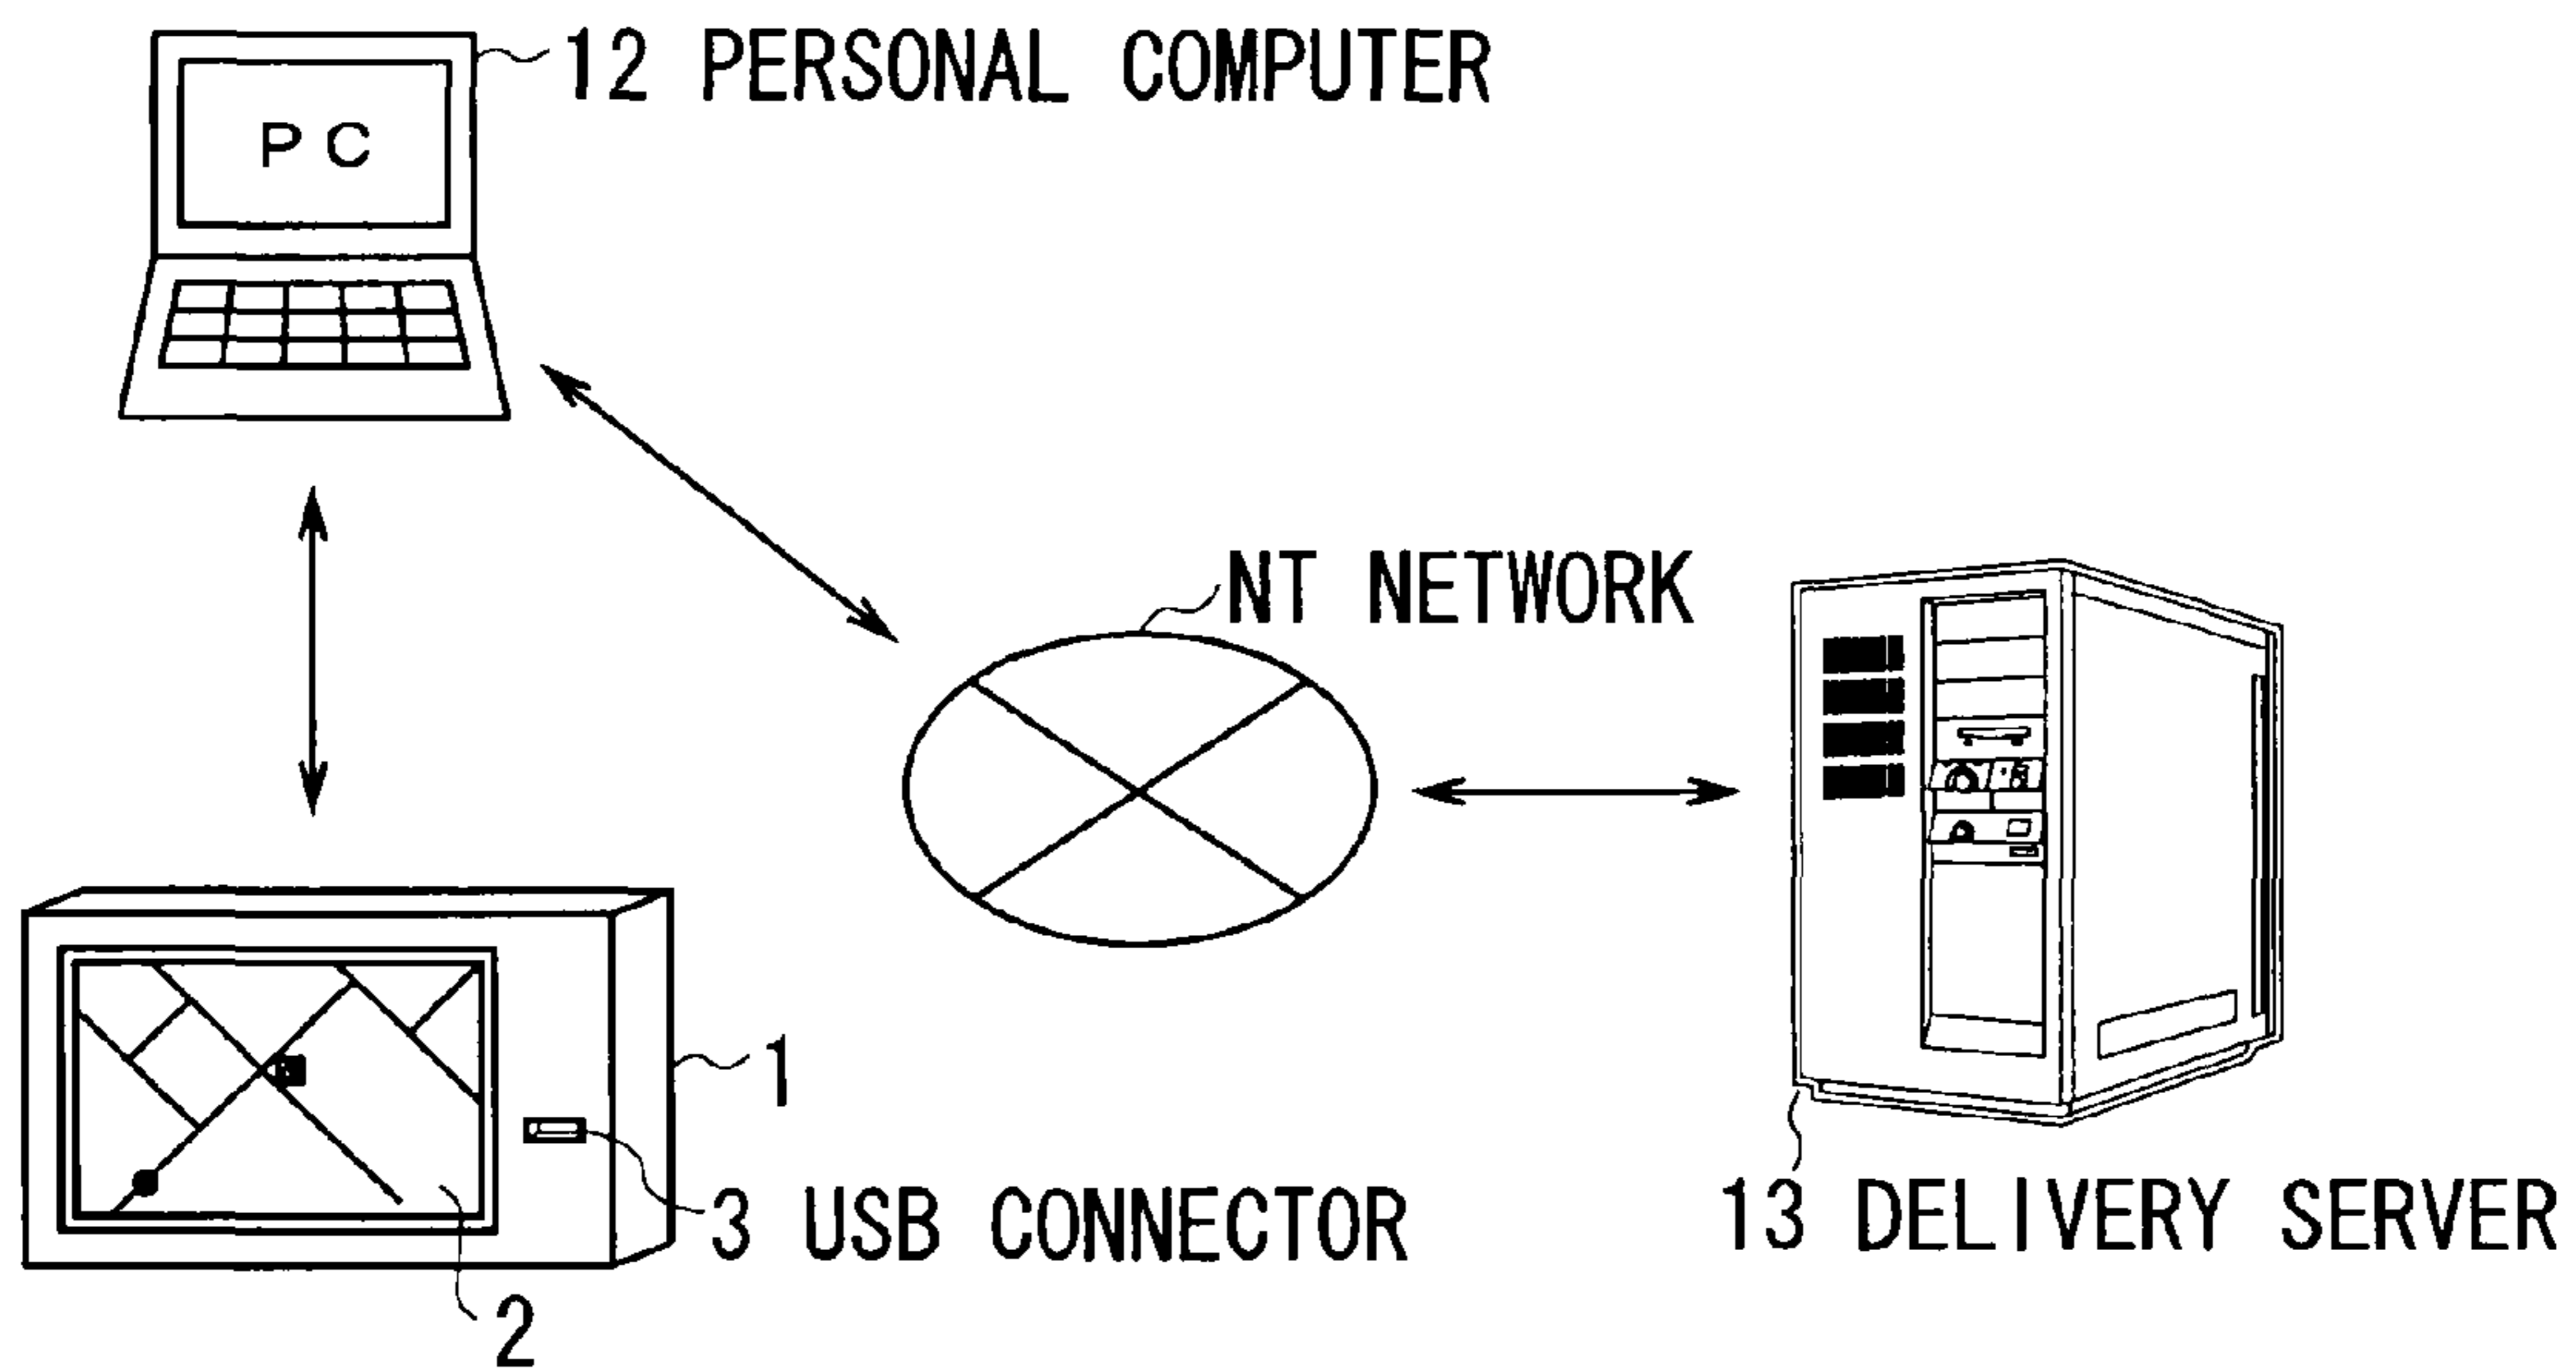 12 PERSONAL COMPUTER
PC
NT NETWORK
1
3 USB CONNECTOR
13 DELIVERY SERVER
2